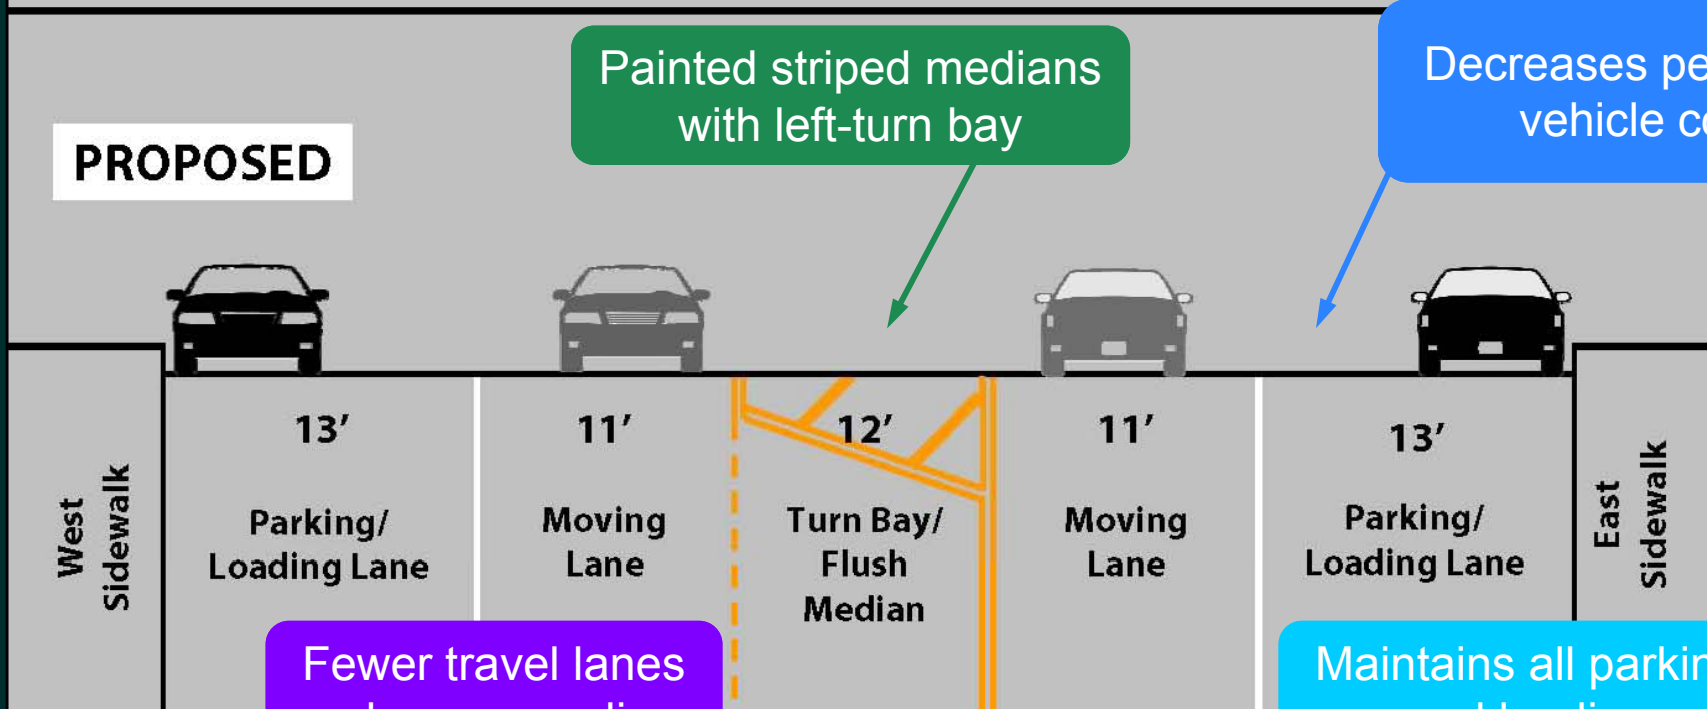 Painted striped medians
with left-turn bay
Decreases
vehicle
PROPOSED
13′
11′
12′
11′
13′
West
Sidewalk
Parking/
Loading Lane
Moving
Lane
Turn Bay/
Flush
Median
Moving
Lane
Parking/
Loading Lane
East
Sidewalk
Fewer travel lanes
Maintains all